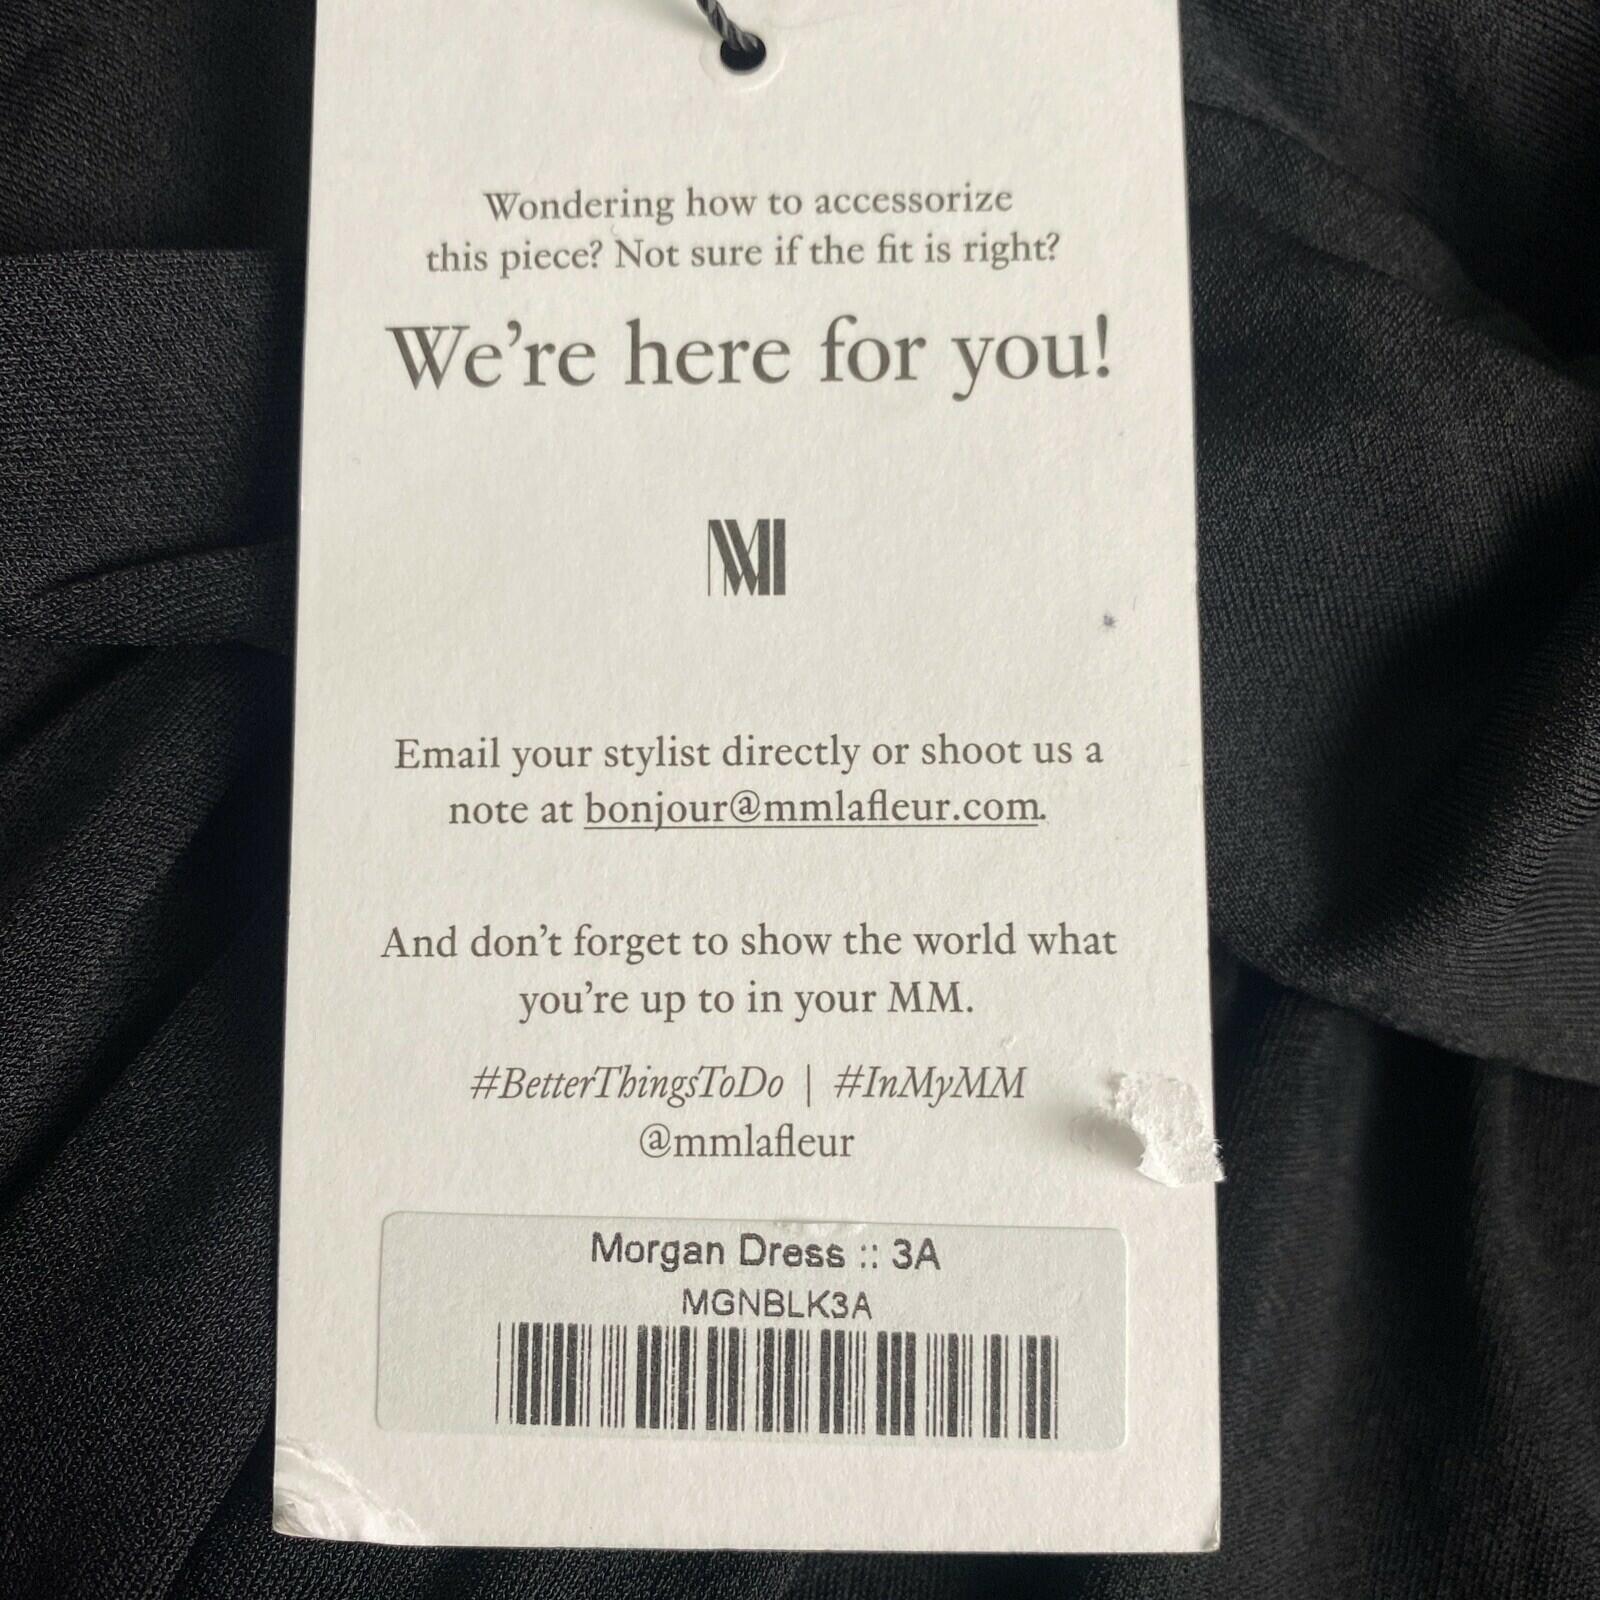 Wondering how to accessorize
this piece? Not sure if the fit is right?
We're here for you!
MM
Email your stylist directly or shoot us a
note at bonjour@mmlafleur.com.
And don't forget to show the world what
you're up to in your MM.
#BetterThingsToDo | #InMyMM
@mmlafleur
Morgan Dress :: 3A
MGNBLK3A